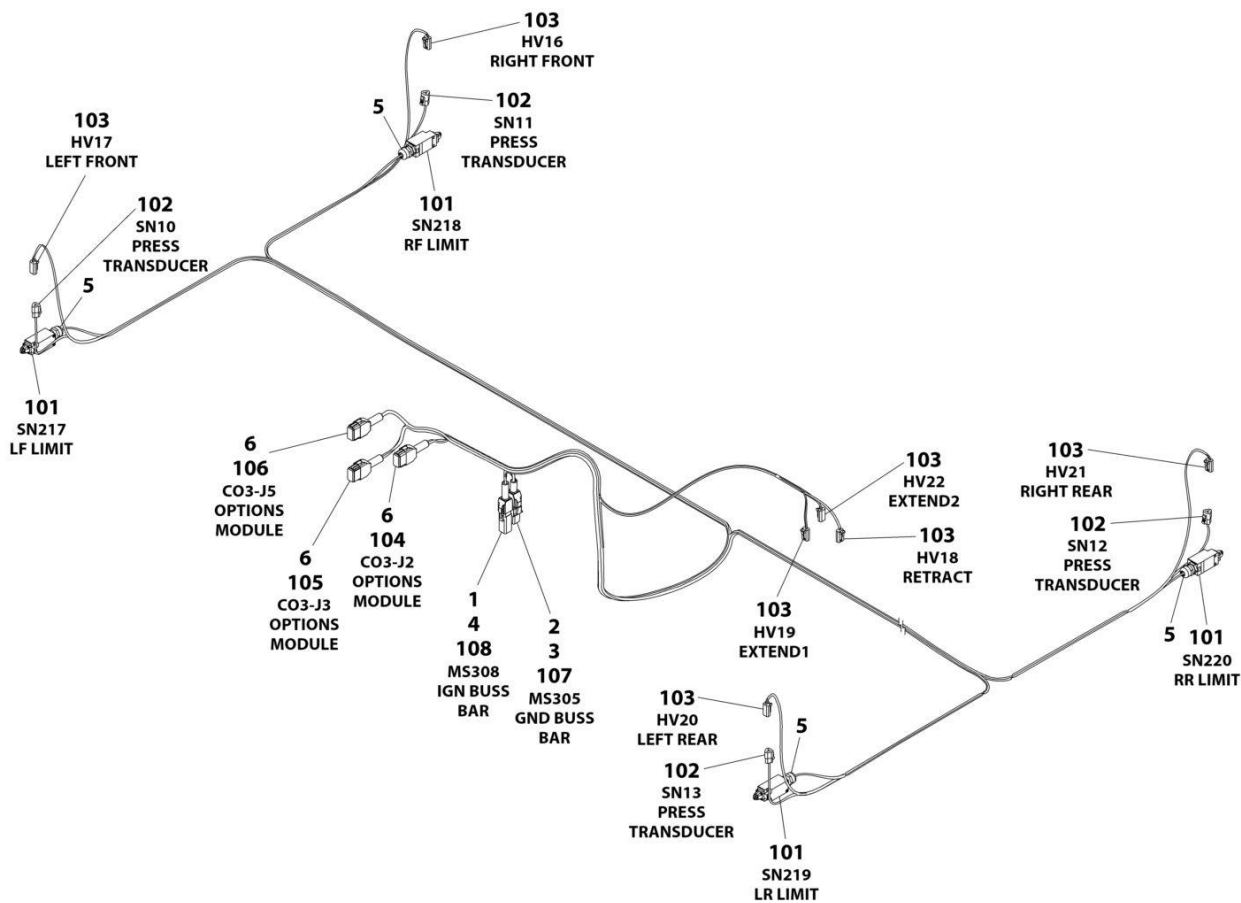 103
HV16
RIGHT FRONT
5
102
SN11
PRESS
TRANSDUCER
101
SN218
RF LIMIT
103
HV17
LEFT FRONT
102
SN10
PRESS
TRANSDUCER
5
101
SN217
LF LIMIT
6
106
CO3-J5
OPTIONS
MODULE
6
105
CO3-J3
OPTIONS
MODULE
6
104
CO3-J2
OPTIONS
MODULE
1
4
108
MS308
IGN BUSS
BAR
2
3
107
MS305
GND BUSS
BAR
103
HV22
EXTEND2
103
HV18
RETRACT
103
HV19
EXTEND1
103
HV21
RIGHT REAR
102
SN12
PRESS
TRANSDUCER
5
101
SN220
RR LIMIT
103
HV20
LEFT REAR
5
102
SN13
PRESS
TRANSDUCER
101
SN219
LR LIMIT